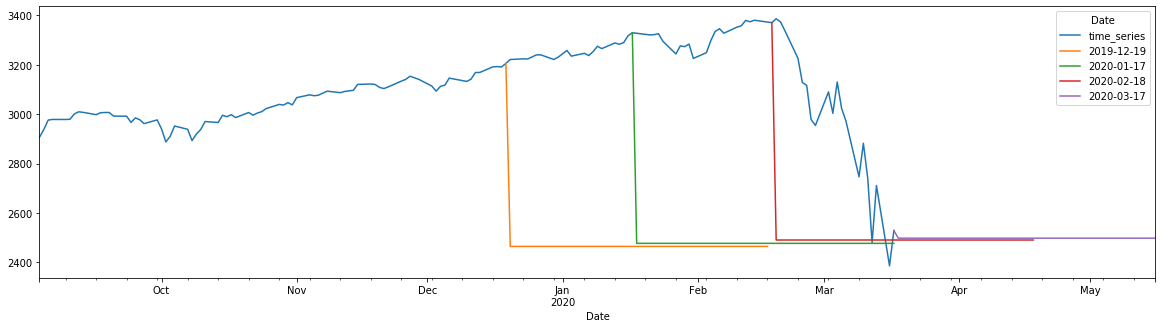 3400
3200
3000
2800
2600
2400
Oct
Nov
Dec
Jan
2020
Feb
Mar
Apr
May
Date
Date
time_series
2019-12-19
2020-01-17
2020-02-18
2020-03-17